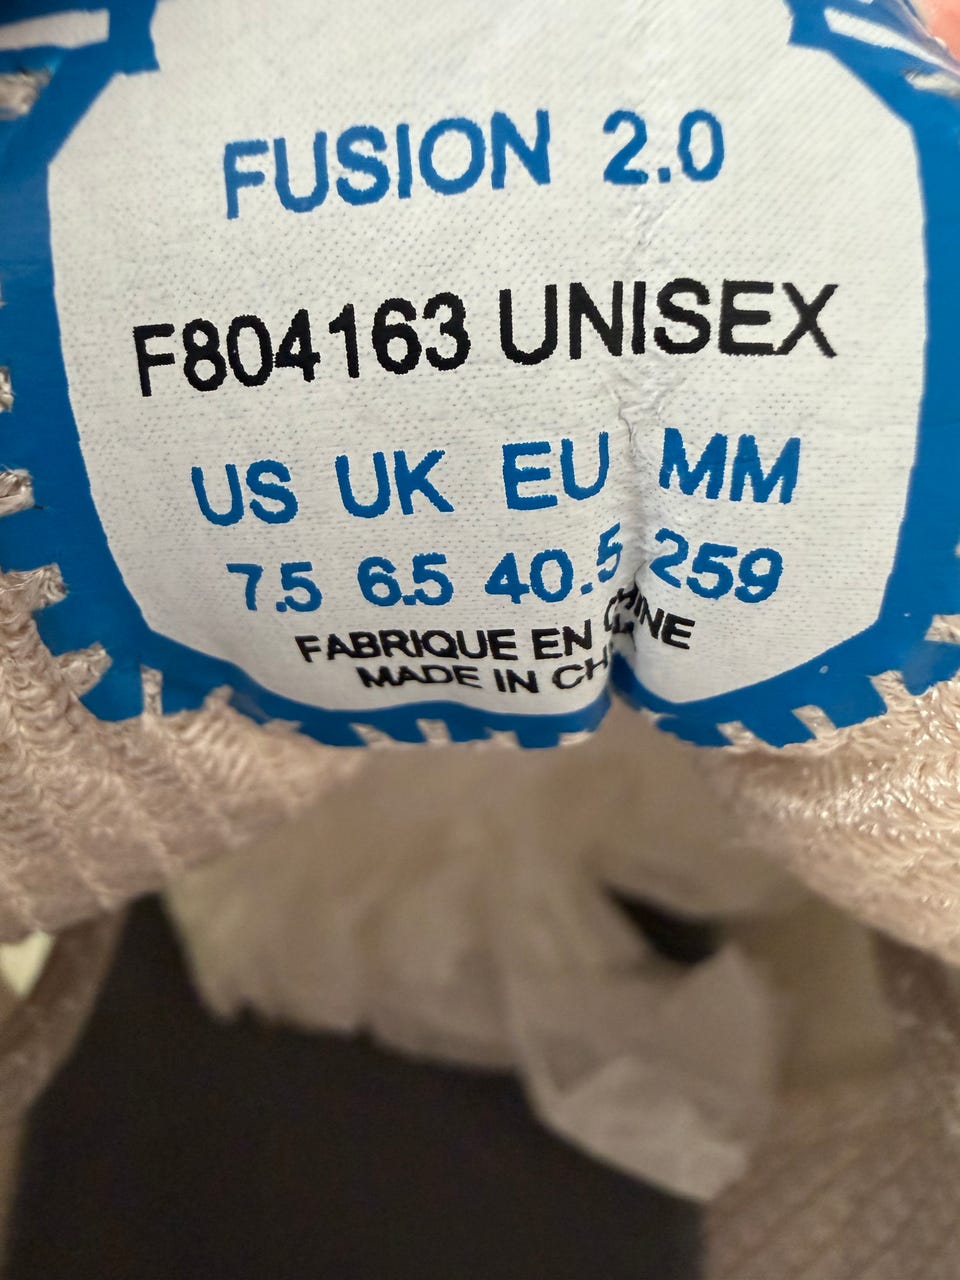 FUSION 2.0
F804163 UNISEX
US UK EU MM
7.5 6.5 40.5 259
FABRIQUE EN CHINE
MADE IN